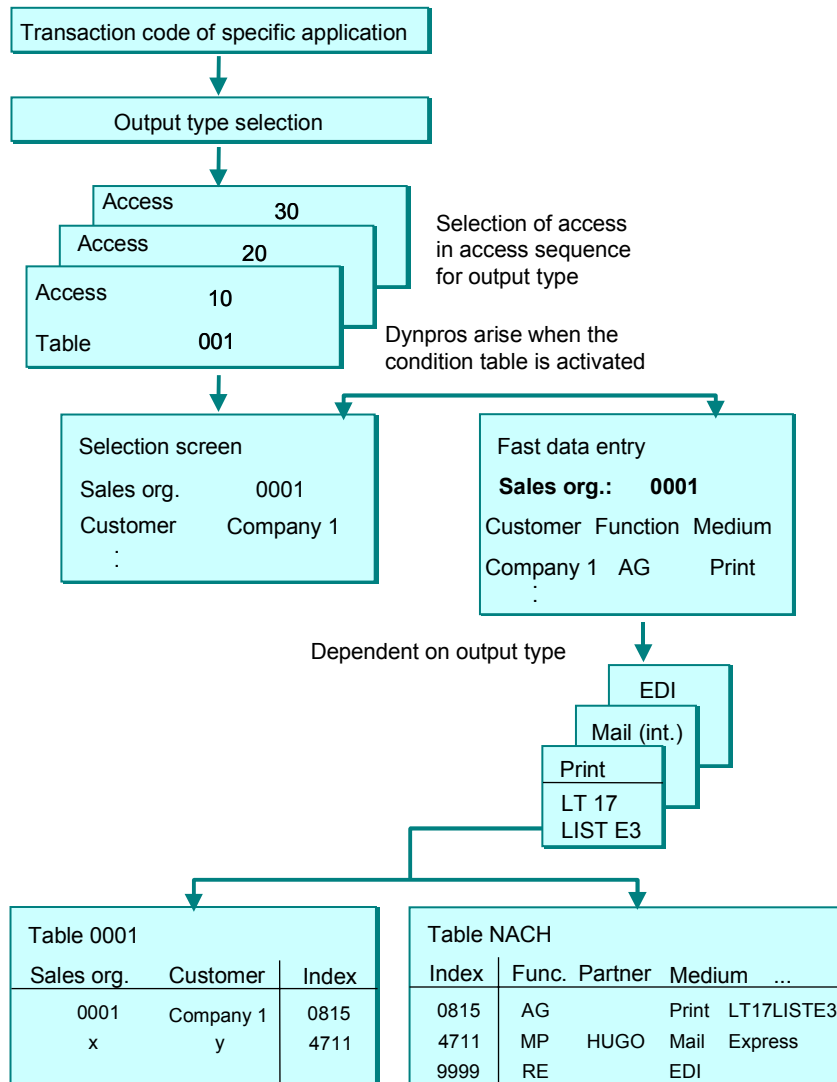 Transaction code of specific application
Output type selection
Access 30
Access 20
Access 10
Table 001
Selection of access
in access sequence
for output type
Dynpros arise when the
condition table is activated
Selection screen
Sales org. 0001
Customer Company 1
:
Fast data entry
Sales org.: 0001
Customer Function Medium
Company 1 AG Print
:
Dependent on output type
EDI
Mail (int.)
Print
LT 17
LIST E3
Table 0001
Sales org. Customer Index
0001 Company 1 0815
x y 4711
Table NACH
Index Func. Partner Medium ...
0815 AG Print LT17LISTE3
4711 MP HUGO Mail Express
9999 RE EDI